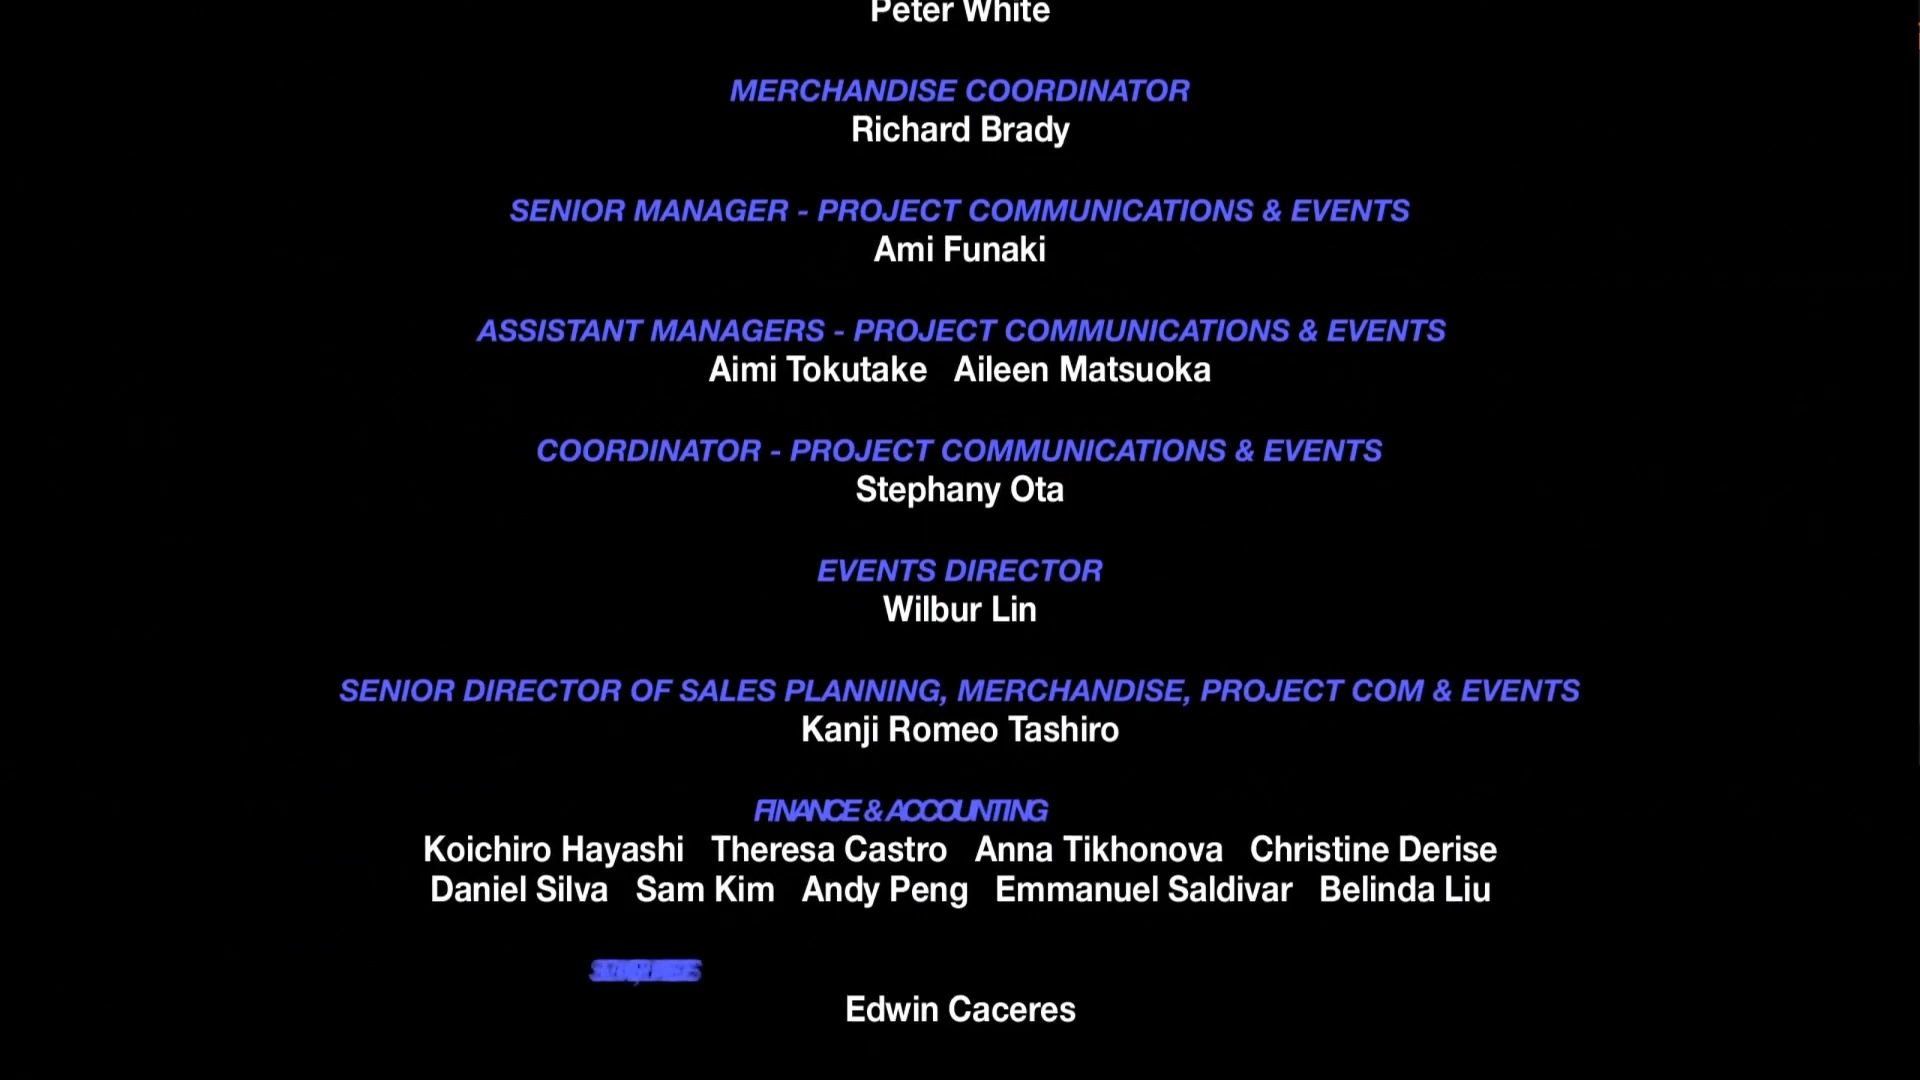 Peter White
MERCHANDISE COORDINATOR
Richard Brady
SENIOR MANAGER - PROJECT COMMUNICATIONS & EVENTS
Ami Funaki
ASSISTANT MANAGERS - PROJECT COMMUNICATIONS & EVENTS
Aimi Tokutake Aileen Matsuoka
COORDINATOR - PROJECT COMMUNICATIONS & EVENTS
Stephany Ota
EVENTS DIRECTOR
Wilbur Lin
SENIOR DIRECTOR OF SALES PLANNING, MERCHANDISE, PROJECT COM & EVENTS
Kanji Romeo Tashiro
FINANCE & ACCOUNTING
Koichiro Hayashi Theresa Castro Anna Tikhonova Christine Derise
Daniel Silva Sam Kim Andy Peng Emmanuel Saldivar Belinda Liu
Edwin Caceres